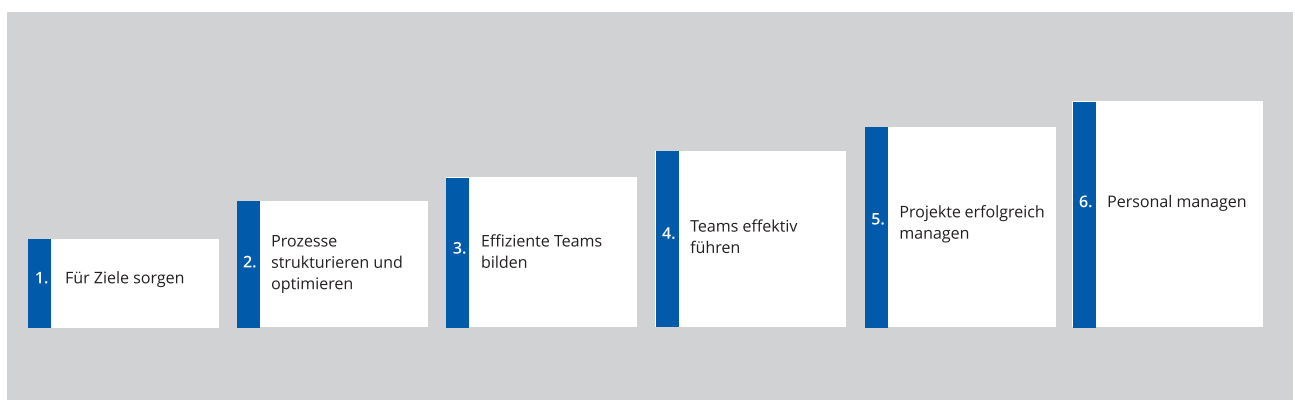 1. Für Ziele sorgen
2. Prozesse
strukturieren und
optimieren
3. Effiziente Teams
bilden
4. Teams effektiv
führen
5. Projekte erfolgreich
managen
6. Personal managen